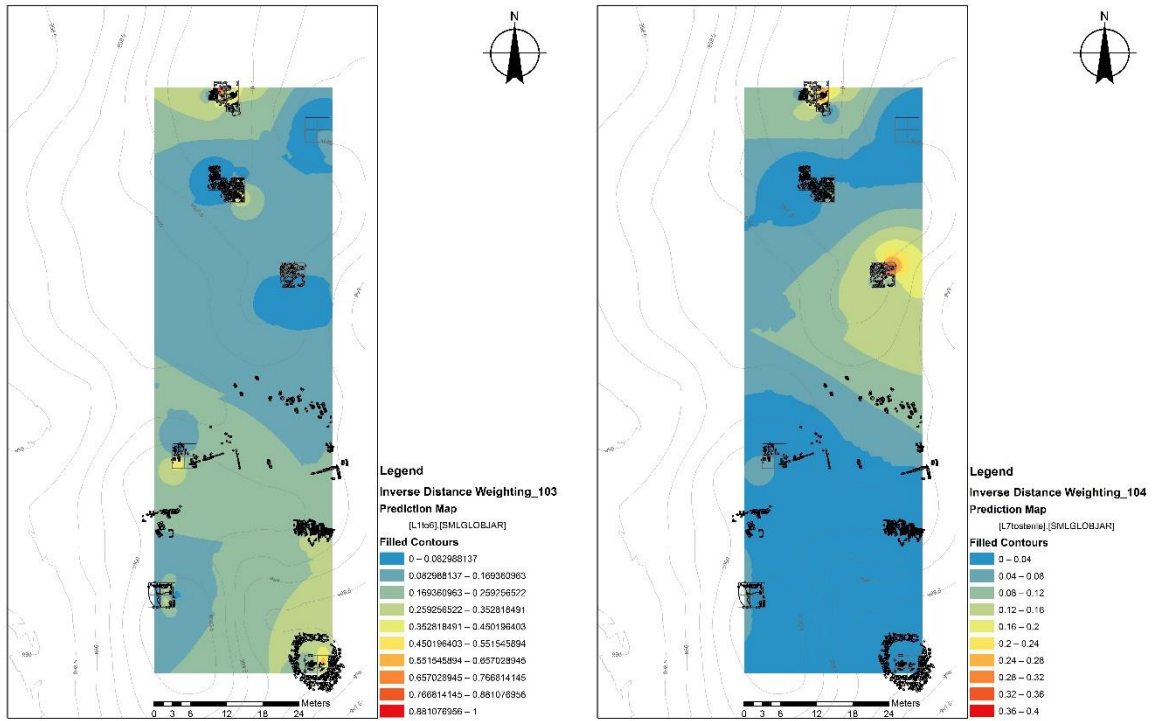 N
Legend
Inverse Distance Weighting_103
Prediction Map
[L1to6].[SMLGLOBJAR]
Filled Contours
0 – 0.082988137
0.082988137 – 0.169360963
0.169360963 – 0.259256522
0.259256522 – 0.352818491
0.352818491 – 0.450196403
0.450196403 – 0.551545894
0.551545894 – 0.657028945
0.657028945 – 0.766814145
0.766814145 – 0.881076956
0.881076956 – 1
Meters
0 3 6 12 18 24
N
Legend
Inverse Distance Weighting_104
Prediction Map
[L7tosterile].[SMLGLOBJAR]
Filled Contours
0 – 0.04
0.04 – 0.08
0.08 – 0.12
0.12 – 0.16
0.16 – 0.2
0.2 – 0.24
0.24 – 0.28
0.28 – 0.32
0.32 – 0.36
0.36 – 0.4
Meters
0 3 6 12 18 24